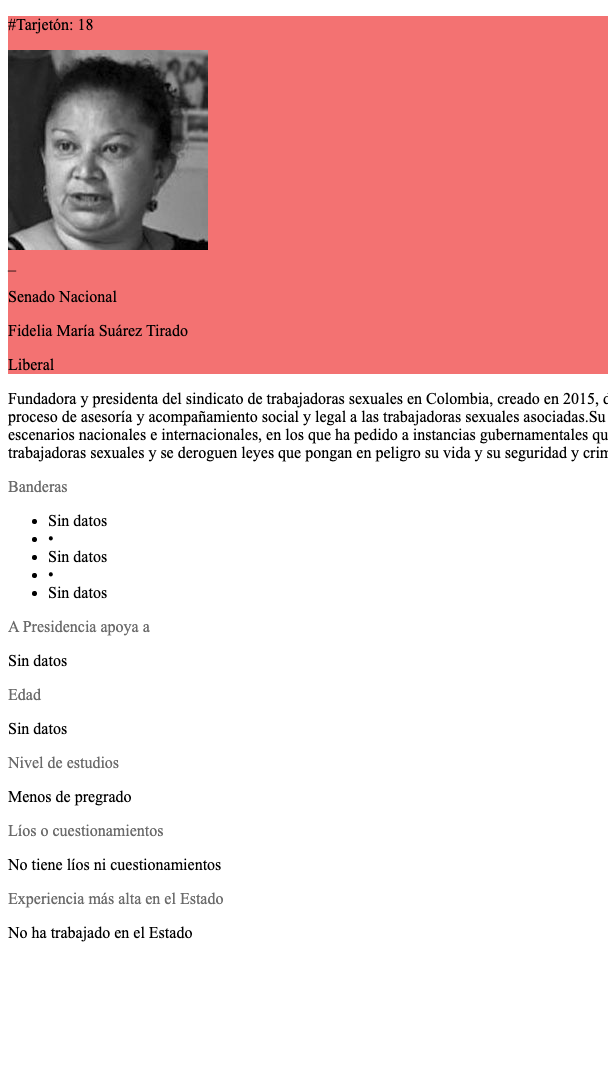 #Tarjetón: 18
_
Senado Nacional
Fidelia María Suárez Tirado
Liberal
Fundadora y presidenta del sindicato de trabajadoras sexuales en Colombia, creado en 2015, d
proceso de asesoría y acompañamiento social y legal a las trabajadoras sexuales asociadas.Su
escenarios nacionales e internacionales, en los que ha pedido a instancias gubernamentales qu
trabajadoras sexuales y se deroguen leyes que pongan en peligro su vida y su seguridad y crim
Banderas
• Sin datos
• •
• Sin datos
• •
• Sin datos
A Presidencia apoya a
Sin datos
Edad
Sin datos
Nivel de estudios
Menos de pregrado
Líos o cuestionamientos
No tiene líos ni cuestionamientos
Experiencia más alta en el Estado
No ha trabajado en el Estado